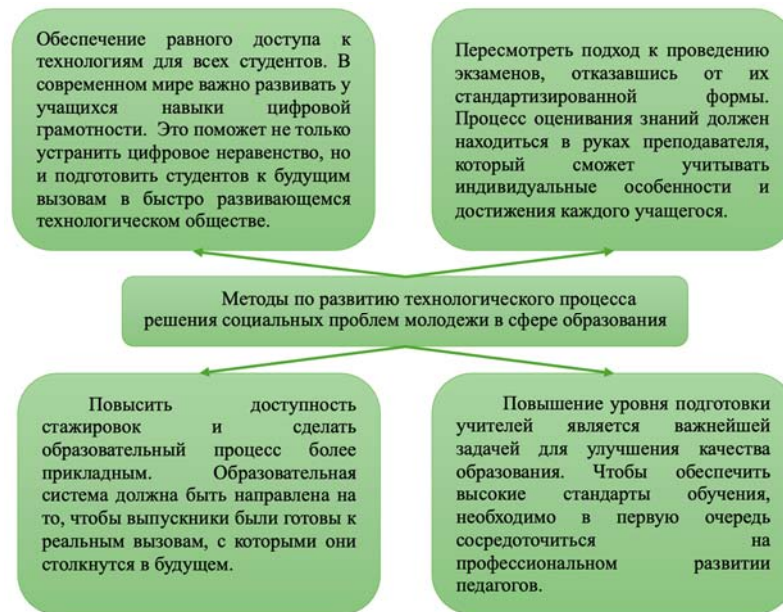 Обеспечение равного доступа к
технологиям для всех студентов. В
современном мире важно развивать у
учащихся навыки цифровой
грамотности. Это поможет не только
устранить цифровое неравенство, но
и подготовить студентов к будущим
вызовам в быстро развивающемся
технологическом обществе.
Пересмотреть подход к проведению
экзаменов, отказавшись от их
стандартизированной формы.
Процесс оценивания знаний должен
находиться в руках преподавателя,
который сможет учитывать
индивидуальные особенности и
достижения каждого учащегося.
Методы по развитию технологического процесса
решения социальных проблем молодежи в сфере образования
Повысить доступность
стажировок и сделать
образовательный процесс более
прикладным. Образовательная
система должна быть направлена на
то, чтобы выпускники были готовы к
реальным вызовам, с которыми они
столкнутся в будущем.
Повышение уровня подготовки
учителей является важнейшей
задачей для улучшения качества
образования. Чтобы обеспечить
высокие стандарты обучения,
необходимо в первую очередь
сосредоточиться на
профессиональном развитии
педагогов.